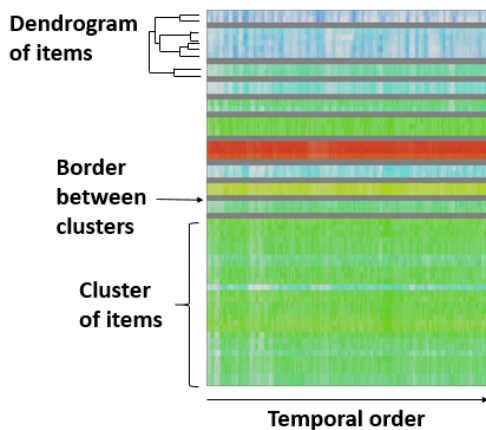 Dendrogram
of items
Border
between
clusters
Cluster
of items
Temporal order